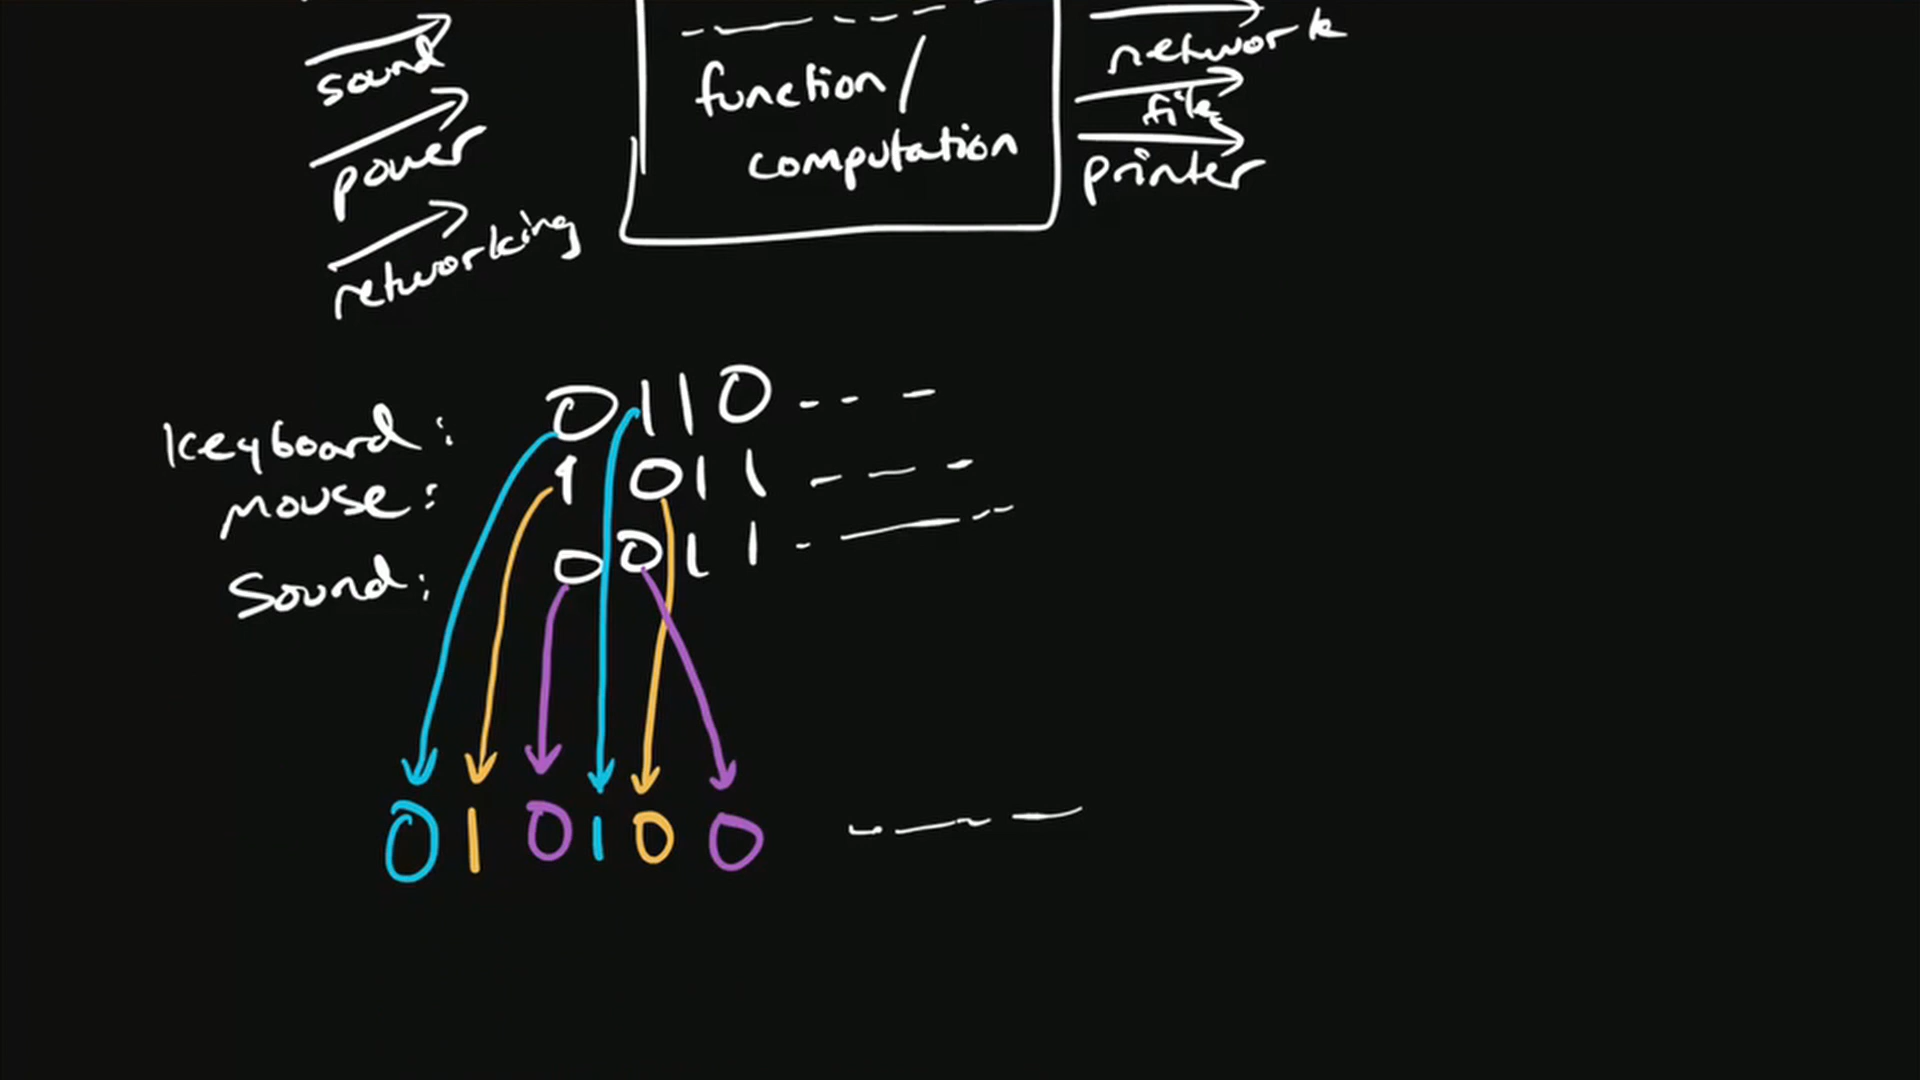 sound
power
networking
function/
computation
network
file
printer
keyboard: 0110 -- -
mouse: 1011 - - -
Sound: 0011 - — - -
010100 - — - —